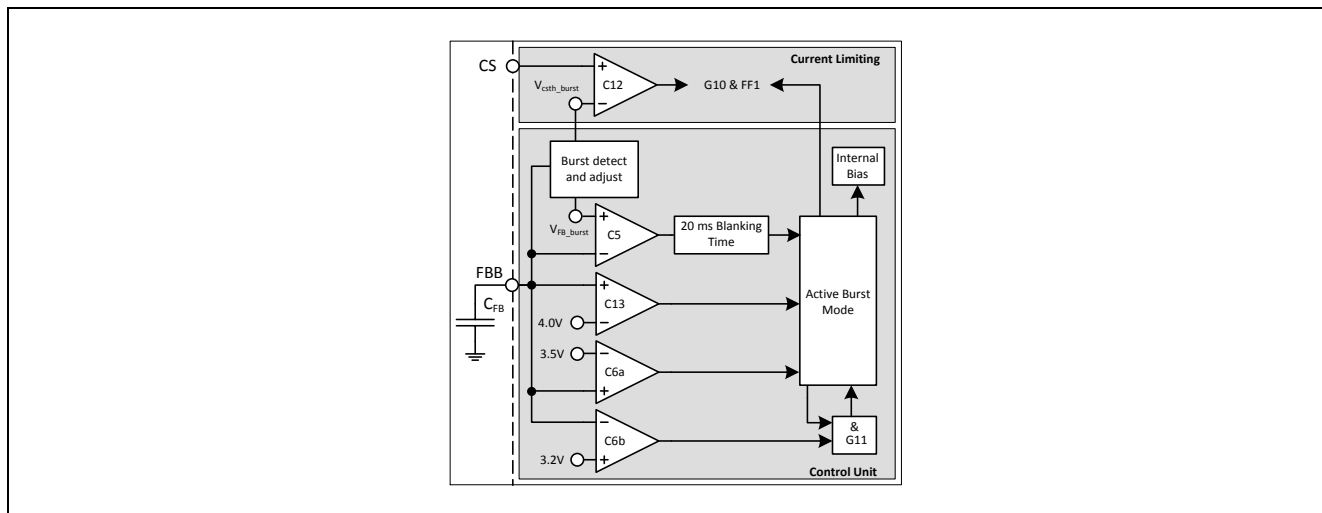 Current Limiting
CS
+
C12
−
G10 & FF1
Vcsth_burst
Burst detect
and adjust
Internal
Bias
VFB_burst
+
C5
−
20 ms Blanking
Time
FBB
CFB
+
C13
−
4.0V
Active Burst
Mode
3.5V
−
C6a
+
−
C6b
+
3.2V
&
G11
Control Unit